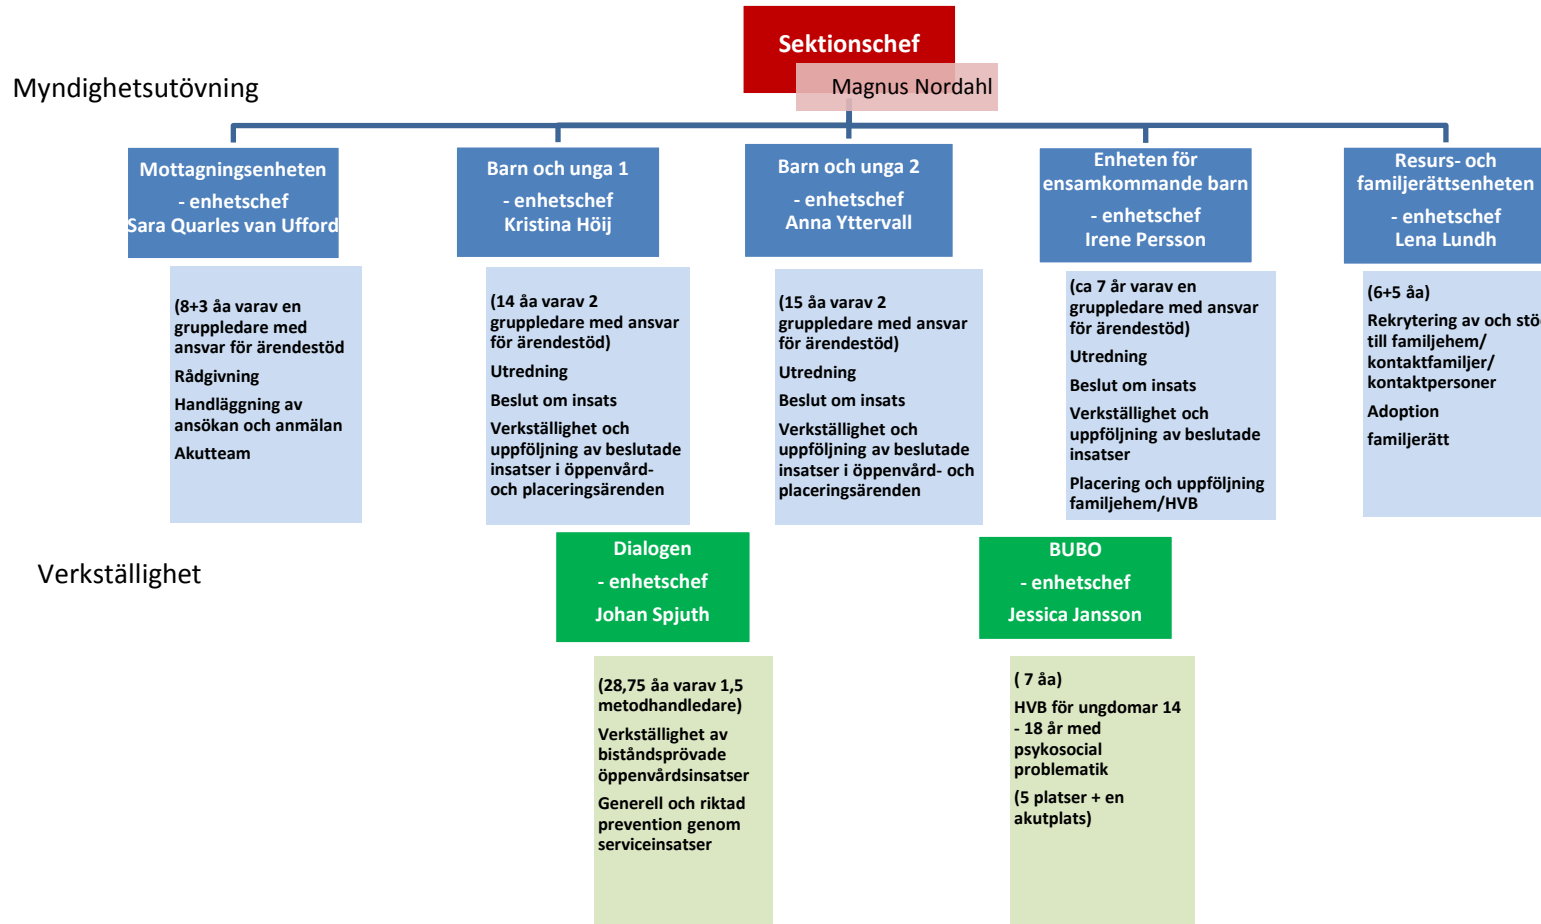 Sektionschef
Magnus Nordahl
Myndighetsutövning
Mottagningsenheten
- enhetschef
Sara Quarles van Ufford
Barn och unga 1
- enhetschef
Kristina Höij
Barn och unga 2
- enhetschef
Anna Yttervall
Enheten för
ensamkommande barn
- enhetschef
Irene Persson
Resurs- och
familjerättsenheten
- enhetschef
Lena Lundh
(8+3 åa varav en
gruppledare med
ansvar för ärendestöd
Rådgivning
Handläggning av
ansökan och anmälan
Akutteam
(14 åa varav 2
gruppledare med ansvar
för ärendestöd)
Utredning
Beslut om insats
Verkställighet och
uppföljning av beslutade
insatser i öppenvård-
och placeringsärenden
(15 åa varav 2
gruppledare med ansvar
för ärendestöd)
Utredning
Beslut om insats
Verkställighet och
uppföljning av beslutade
insatser i öppenvård- och
placeringsärenden
(ca 7 år varav en
gruppledare med ansvar
för ärendestöd)
Utredning
Beslut om insats
Verkställighet och
uppföljning av beslutade
insatser
Placering och uppföljning
familjehem/HVB
(6+5 åa)
Rekrytering av och stö
till familjehem/
kontaktfamiljer/
kontaktpersoner
Adoption
familjerätt
Verkställighet
Dialogen
- enhetschef
Johan Spjuth
BUBO
- enhetschef
Jessica Jansson
(28,75 åa varav 1,5
metodhandledare)
Verkställighet av
biståndsprövade
öppenvårdsinsatser
Generell och riktad
prevention genom
serviceinsatser
( 7 åa)
HVB för ungdomar 14
- 18 år med
psykosocial
problematik
(5 platser + en
akutplats)